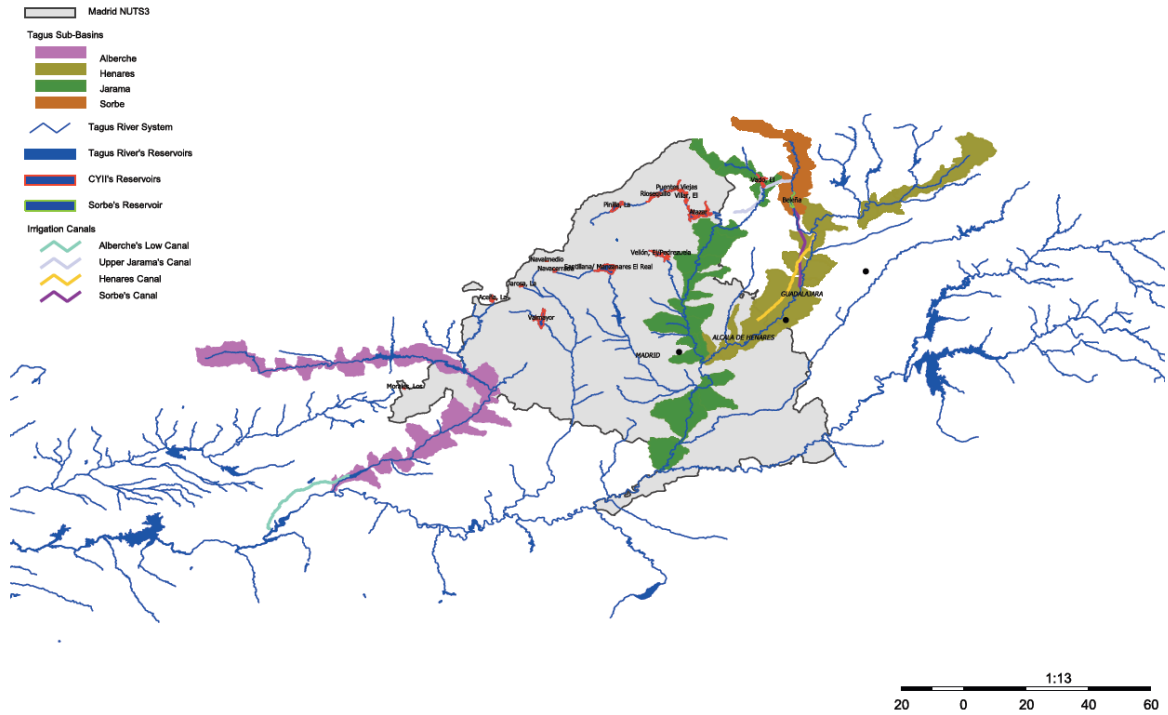 Madrid NUTS3
Tagus Sub-Basins
Alberche
Henares
Jarama
Sorbe
Tagus River System
Tagus River's Reservoirs
CYII's Reservoirs
Sorbe's Reservoir
Irrigation Canals
Alberche's Low Canal
Upper Jarama's Canal
Henares Canal
Sorbe's Canal
Vado, El
Puentes Viejas
Riosequillo
Villar, El
Beleña
Pinilla, La
Atazar
Vellón, El/Pedrezuela
Navalmedio
Navacerrada
Santillana/ Manzanares El Real
Jarosa, La
Aceña, La
GUADALAJARA
Valmayor
ALCALA DE HENARES
MADRID
Morales, Los
1:13
20 0 20 40 60